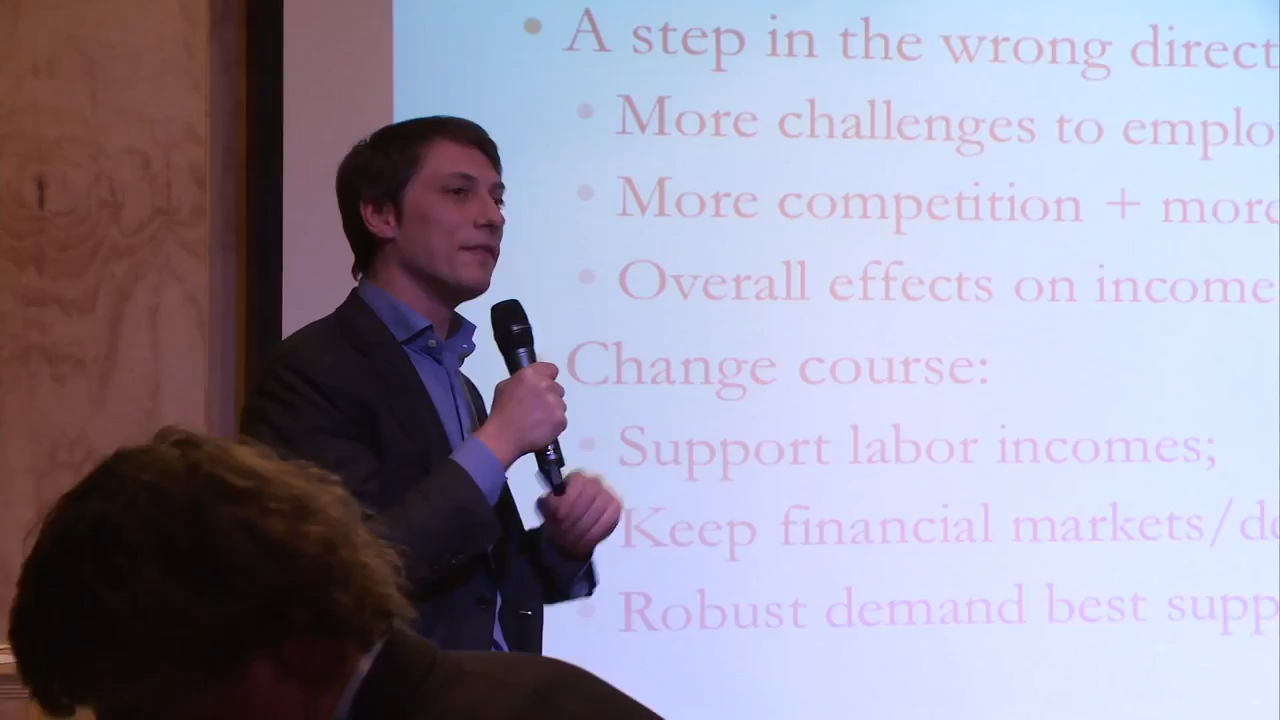 A step in the wrong direct
More challenges to emplo
More competition + more
Overall effects on income
Change course:
Support labor incomes;
Keep financial markets/de
Robust demand best supp